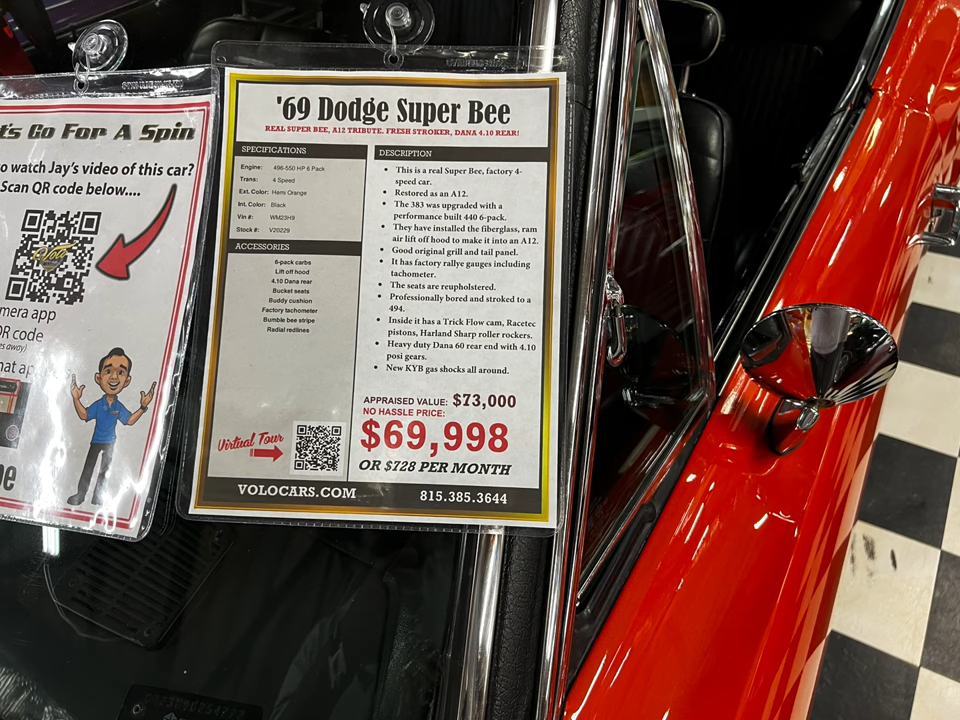 t's Go For A Spin
to watch Jay's video of this car?
Scan QR code below....
Volo
mera app
QR code
es away)
hat ap
be
'69 Dodge Super Bee
REAL SUPER BEE, A12 TRIBUTE. FRESH STROKER, DANA 4.10 REAR!
SPECIFICATIONS
Engine: 496-550 HP 6 Pack
Trans: 4 Speed
Ext. Color: Hemi Orange
Int. Color: Black
Vin #: WM23H9
Stock #: V20229
ACCESSORIES
6-pack carbs
Lift off hood
4.10 Dana rear
Bucket seats
Buddy cushion
Factory tachometer
Bumble bee stripe
Radial redlines
Virtual Tour
DESCRIPTION
• This is a real Super Bee, factory 4-
speed car.
• Restored as an A12.
• The 383 was upgraded with a
performance built 440 6-pack.
• They have installed the fiberglass, ram
air lift off hood to make it into an A12.
• Good original grill and tail panel.
• It has factory rallye gauges including
tachometer.
• The seats are reupholstered.
• Professionally bored and stroked to a
494.
• Inside it has a Trick Flow cam, Racetec
pistons, Harland Sharp roller rockers.
• Heavy duty Dana 60 rear end with 4.10
posi gears.
• New KYB gas shocks all around.
APPRAISED VALUE: $73,000
NO HASSLE PRICE:
$69,998
OR $728 PER MONTH
VOLOCARS.COM 815.385.3644